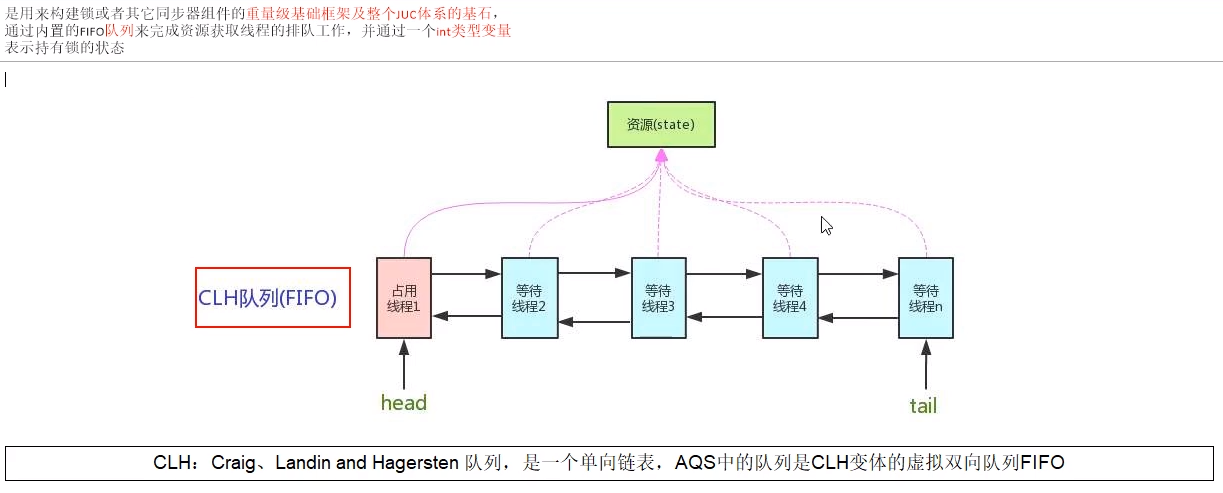 是用来构建锁或者其它同步器组件的重量级基础框架及整个JUC体系的基石，
通过内置的FIFO队列来完成资源获取线程的排队工作，并通过一个int类型变量
表示持有锁的状态
资源(state)
CLH队列(FIFO)
占用
线程1
等待
线程2
等待
线程3
等待
线程4
等待
线程n
head
tail
CLH：Craig、Landin and Hagersten 队列，是一个单向链表，AQS中的队列是CLH变体的虚拟双向队列FIFO